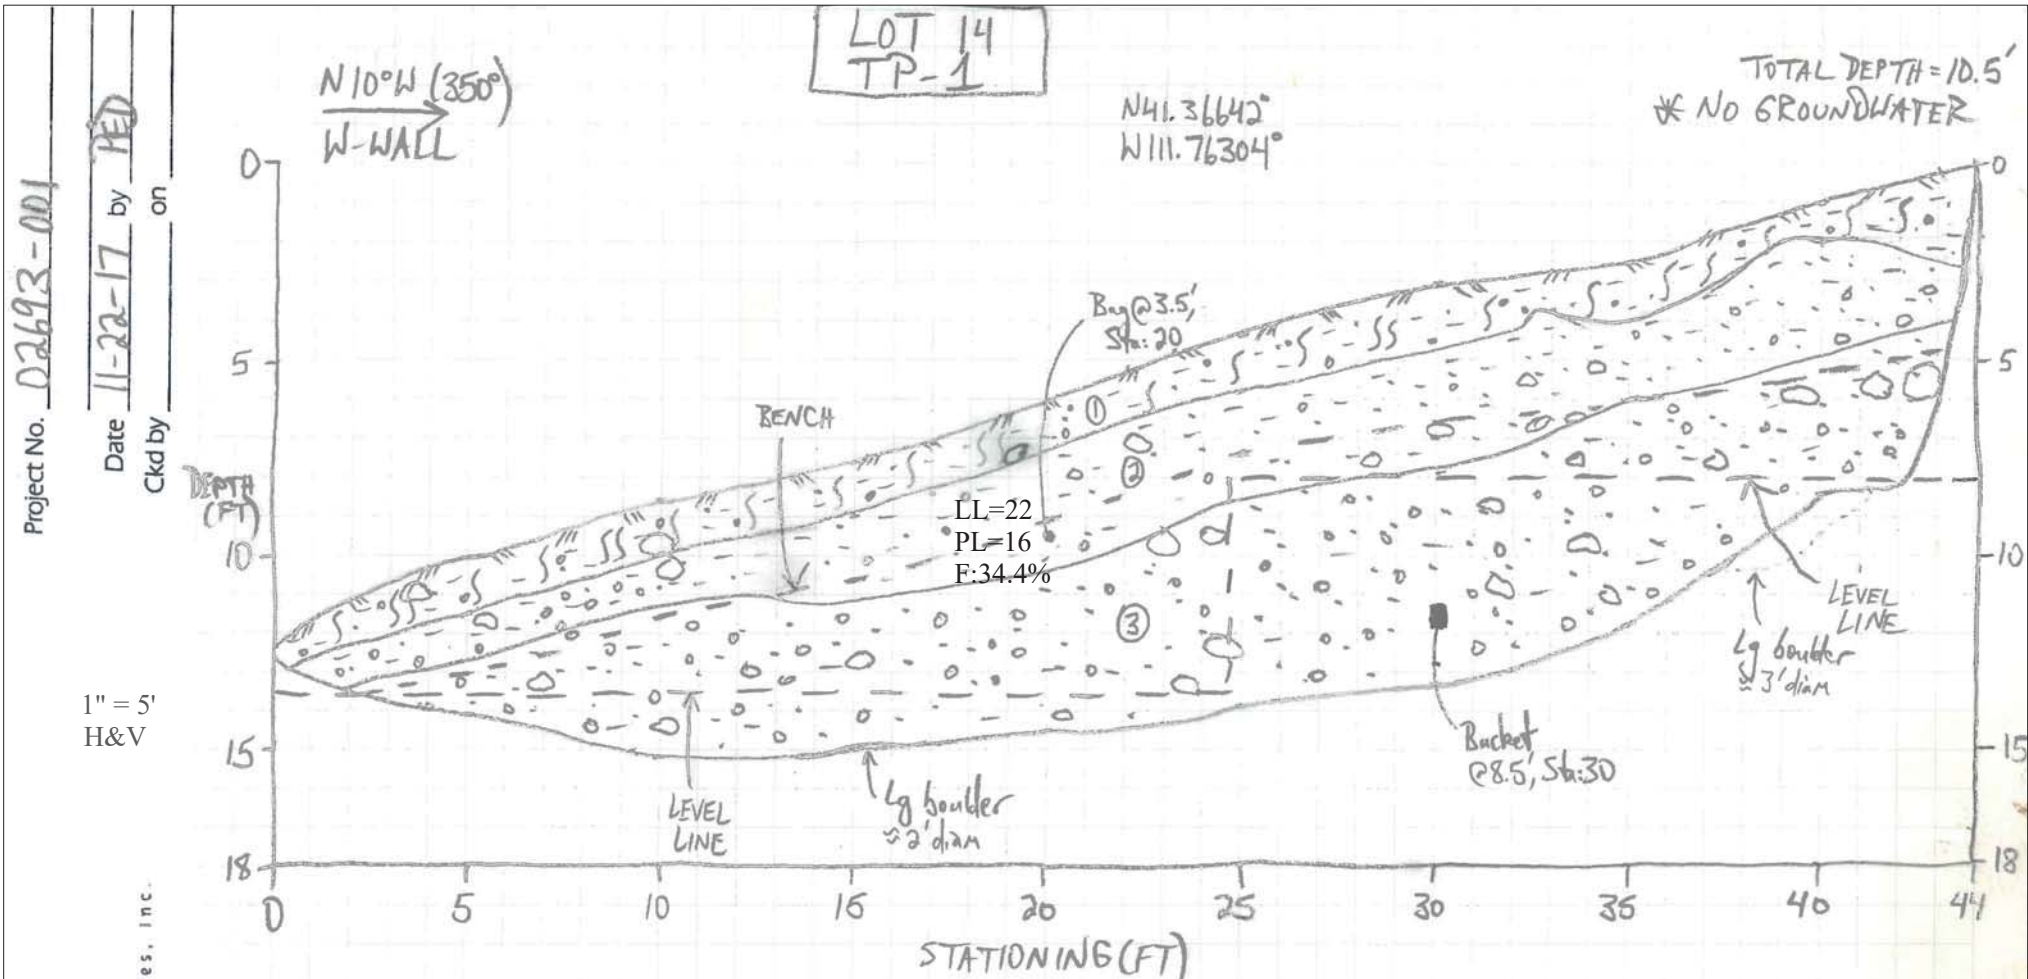 Project No. 02693-001
Date 11-22-17 by PED
Ckd by on
es, Inc.
LOT 14
TP-1
N10°W (350°)
W-WALL
N41.36642°
W111.76304°
TOTAL DEPTH = 10.5'
* NO GROUNDWATER
DEPTH
(FT)
0
5
10
15
18
1" = 5'
H&V
Bag @ 3.5',
Sta: 20
BENCH
1
2
3
LL=22
PL=16
F:34.4%
LEVEL
LINE
Lg boulder
≈ 2' diam
Bucket
@8.5', Sta:30
LEVEL
LINE
Lg boulder
≈ 3' diam
0
5
10
15
18
0
5
10
15
20
25
30
35
40
44
STATIONING (FT)